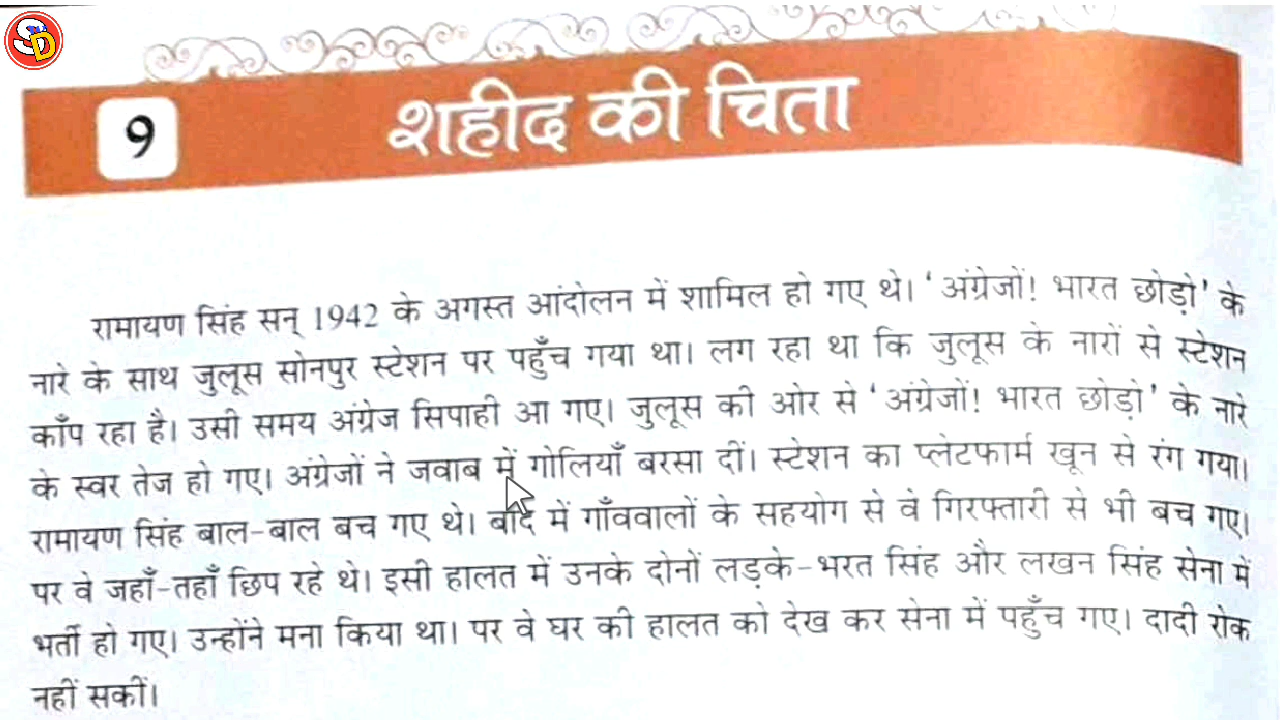 SD
9
शहीद की चिता
रामायण सिंह सन् 1942 के अगस्त आंदोलन में शामिल हो गए थे। ‘अंग्रेजों! भारत छोड़ो’ के
नारे के साथ जुलूस सोनपुर स्टेशन पर पहुँच गया था। लग रहा था कि जुलूस के नारों से स्टेशन
काँप रहा है। उसी समय अंग्रेज सिपाही आ गए। जुलूस की ओर से ‘अंग्रेजों! भारत छोड़ो’ के नारे
के स्वर तेज हो गए। अंग्रेजों ने जवाब में गोलियाँ बरसा दीं। स्टेशन का प्लेटफार्म खून से रंग गया।
रामायण सिंह बाल-बाल बच गए थे। बाद में गाँववालों के सहयोग से वे गिरफ्तारी से भी बच गए।
पर वे जहाँ-तहाँ छिप रहे थे। इसी हालत में उनके दोनों लड़के-भरत सिंह और लखन सिंह सेना में
भर्ती हो गए। उन्होंने मना किया था। पर वे घर की हालत को देख कर सेना में पहुँच गए। दादी रोक
नहीं सकीं।